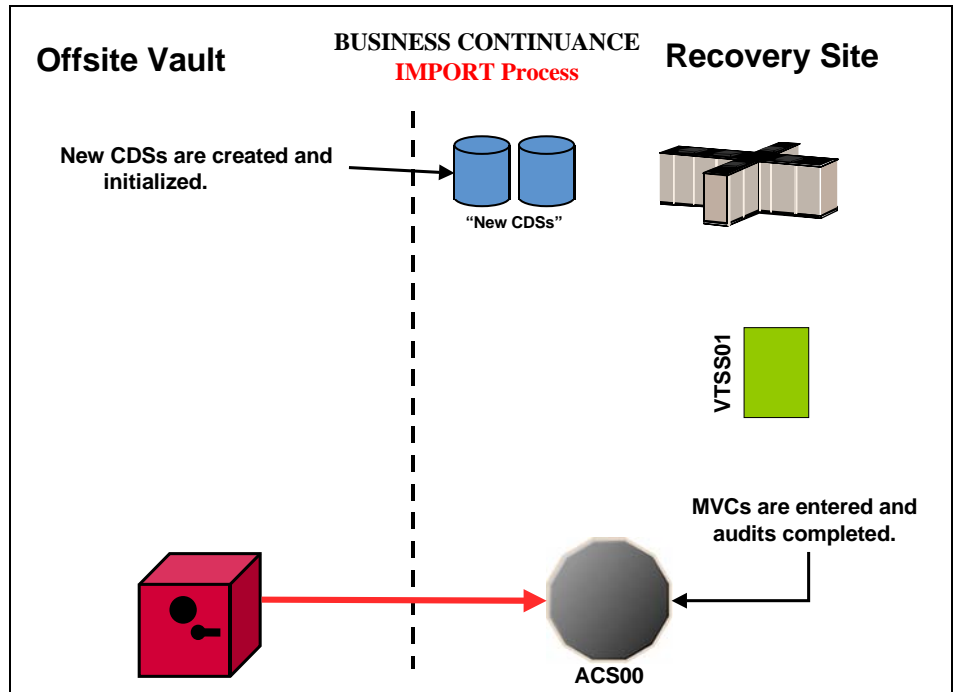 Offsite Vault
BUSINESS CONTINUANCE
IMPORT Process
Recovery Site
New CDSs are created and
initialized.
“New CDSs”
VTSS01
MVCs are entered and
audits completed.
ACS00